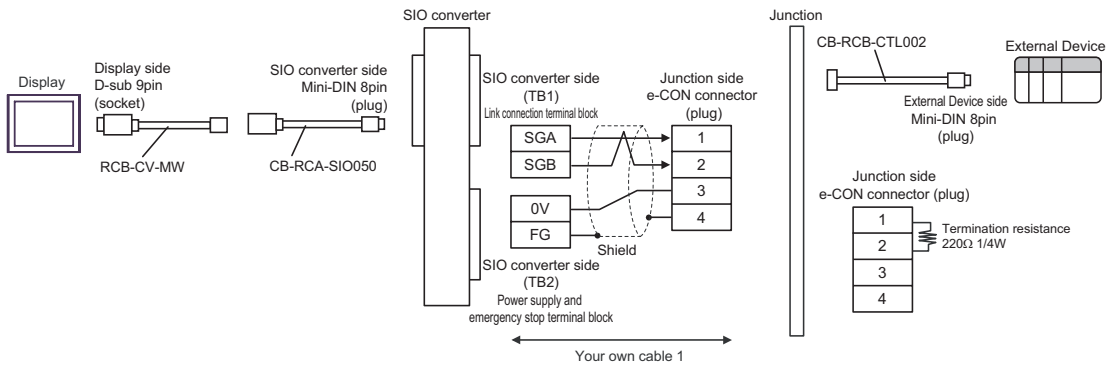 SIO converter
Junction
Display
Display side
D-sub 9pin
(socket)
RCB-CV-MW
SIO converter side
Mini-DIN 8pin
(plug)
CB-RCA-SIO050
SIO converter side
(TB1)
Link connection terminal block
SGA
SGB
0V
FG
Shield
Junction side
e-CON connector
(plug)
1
2
3
4
SIO converter side
(TB2)
Power supply and
emergency stop terminal block
Your own cable 1
CB-RCB-CTL002
External Device
External Device side
Mini-DIN 8pin
(plug)
Junction side
e-CON connector (plug)
1
2
3
4
Termination resistance
220Ω 1/4W